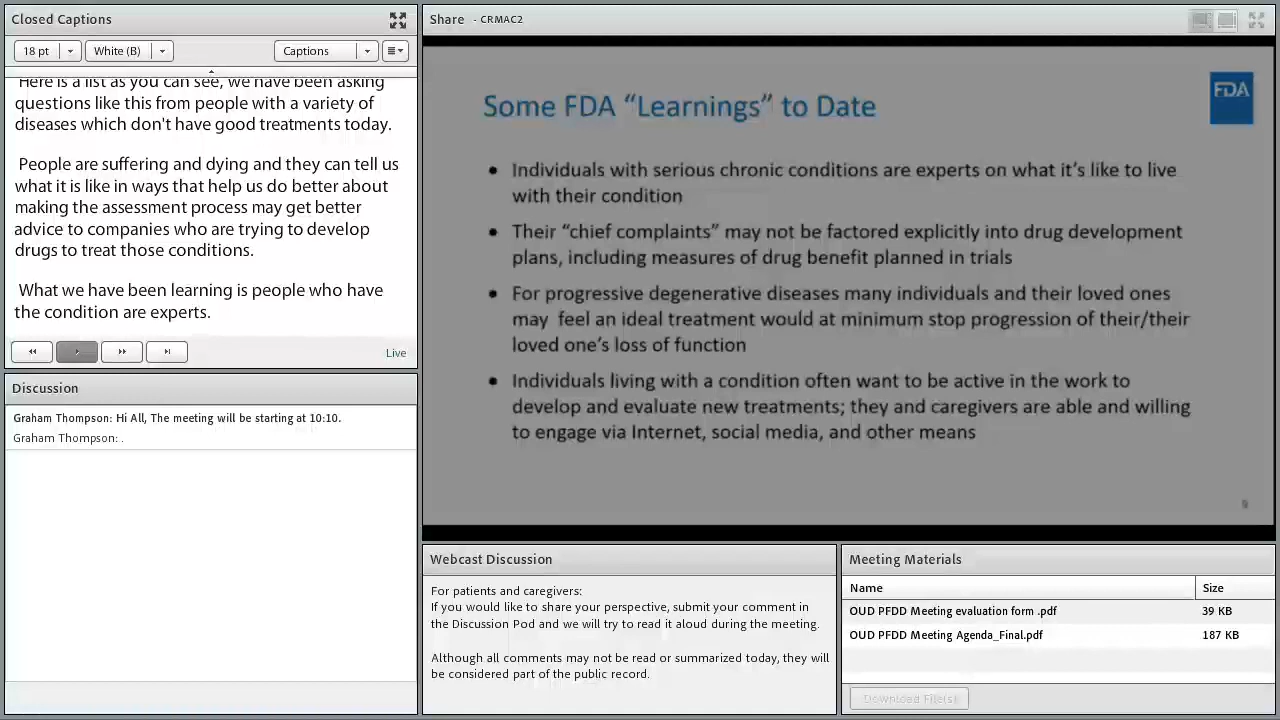 Closed Captions
18 pt
White (B)
Captions
Here is a list as you can see, we have been asking
questions like this from people with a variety of
diseases which don't have good treatments today.
People are suffering and dying and they can tell us
what it is like in ways that help us do better about
making the assessment process may get better
advice to companies who are trying to develop
drugs to treat those conditions.
What we have been learning is people who have
the condition are experts.
Live
Discussion
Graham Thompson: Hi All, The meeting will be starting at 10:10.
Graham Thompson: .
Share - CRMAC2
FDA
Some FDA “Learnings” to Date
• Individuals with serious chronic conditions are experts on what it’s like to live
with their condition
• Their “chief complaints” may not be factored explicitly into drug development
plans, including measures of drug benefit planned in trials
• For progressive degenerative diseases many individuals and their loved ones
may feel an ideal treatment would at minimum stop progression of their/their
loved one’s loss of function
• Individuals living with a condition often want to be active in the work to
develop and evaluate new treatments; they and caregivers are able and willing
to engage via Internet, social media, and other means
Webcast Discussion
For patients and caregivers:
If you would like to share your perspective, submit your comment in
the Discussion Pod and we will try to read it aloud during the meeting.
Although all comments may not be read or summarized today, they will
be considered part of the public record.
Meeting Materials
Name Size
OUD PFDD Meeting evaluation form .pdf 39 KB
OUD PFDD Meeting Agenda_Final.pdf 187 KB
Download File(s)